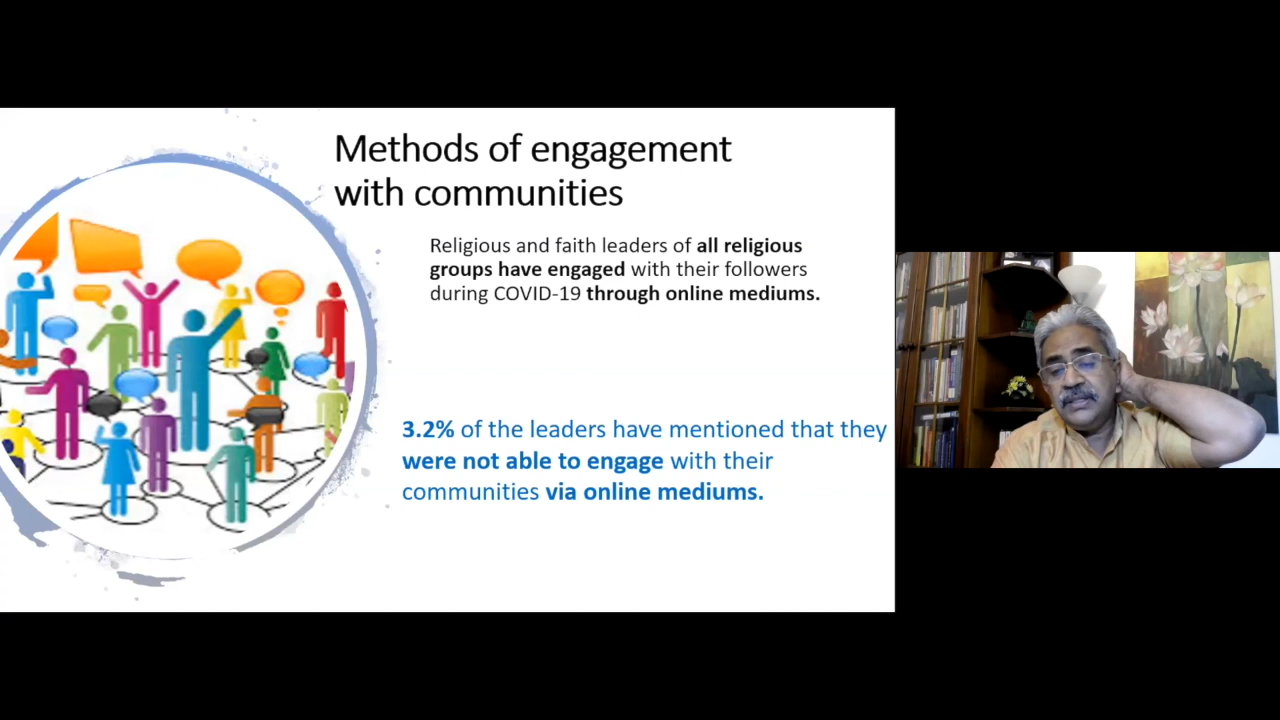 Methods of engagement
with communities
Religious and faith leaders of all religious
groups have engaged with their followers
during COVID-19 through online mediums.
3.2% of the leaders have mentioned that they
were not able to engage with their
communities via online mediums.